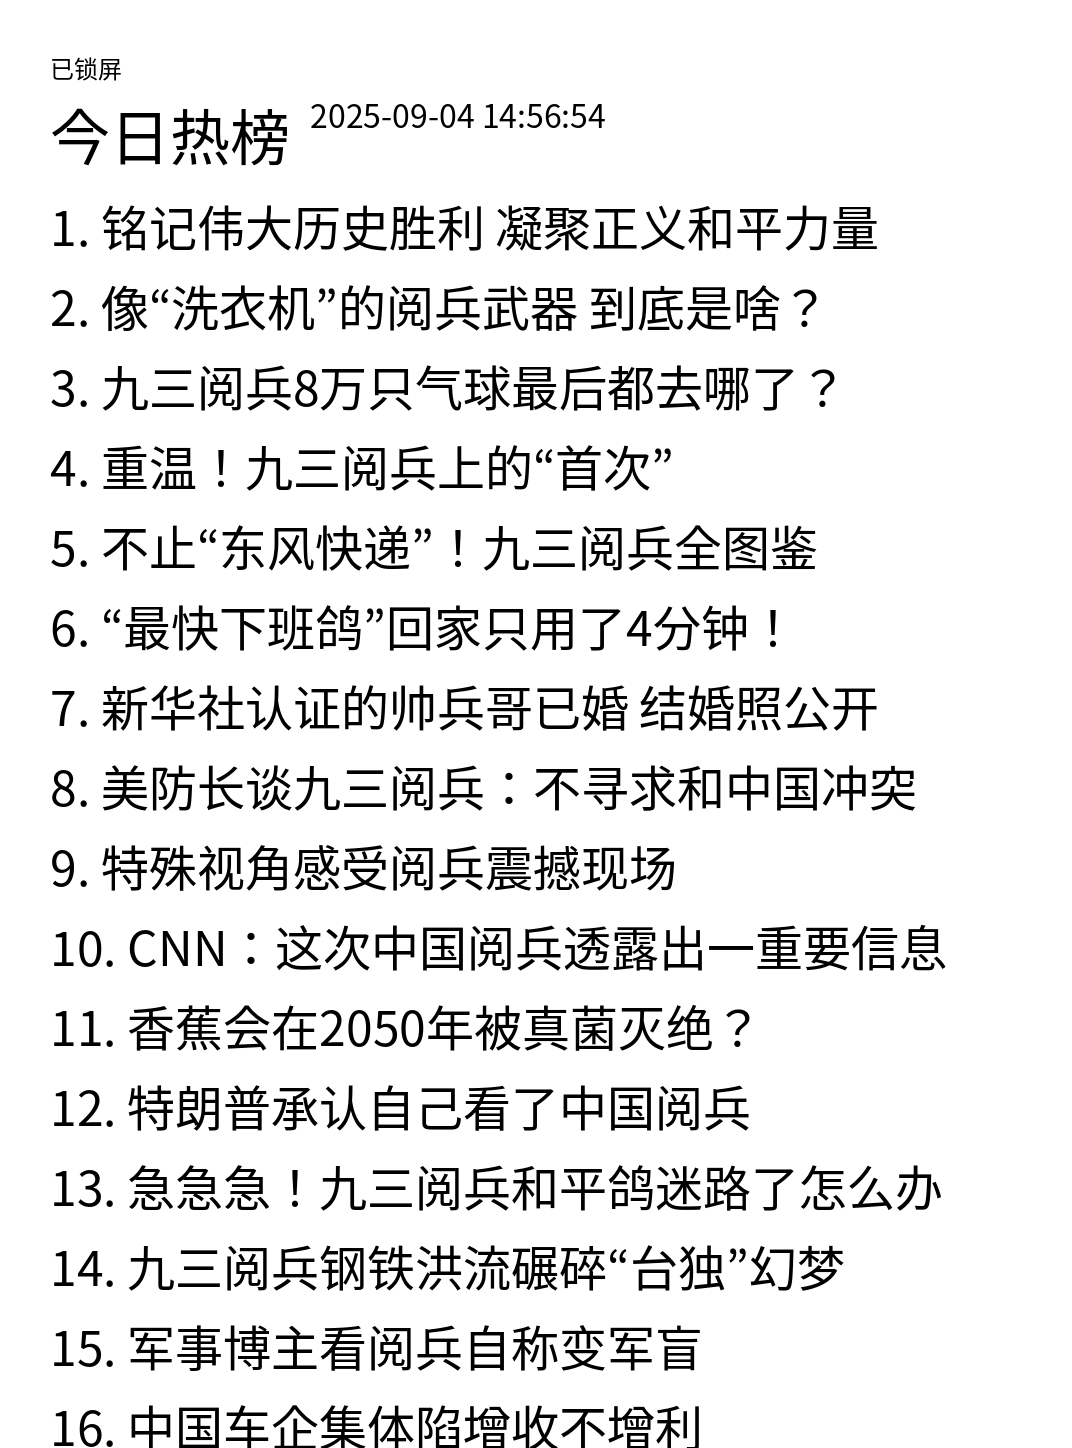 已锁屏
今日热榜 2025-09-04 14:56:54
1. 铭记伟大历史胜利 凝聚正义和平力量
2. 像“洗衣机”的阅兵武器 到底是啥？
3. 九三阅兵8万只气球最后都去哪了？
4. 重温！九三阅兵上的“首次”
5. 不止“东风快递”！九三阅兵全图鉴
6. “最快下班鸽”回家只用了4分钟！
7. 新华社认证的帅兵哥已婚 结婚照公开
8. 美防长谈九三阅兵：不寻求和中国冲突
9. 特殊视角感受阅兵震撼现场
10. CNN：这次中国阅兵透露出一重要信息
11. 香蕉会在2050年被真菌灭绝？
12. 特朗普承认自己看了中国阅兵
13. 急急急！九三阅兵和平鸽迷路了怎么办
14. 九三阅兵钢铁洪流碾碎“台独”幻梦
15. 军事博主看阅兵自称变军盲
16. 中国车企集体陷增收不增利